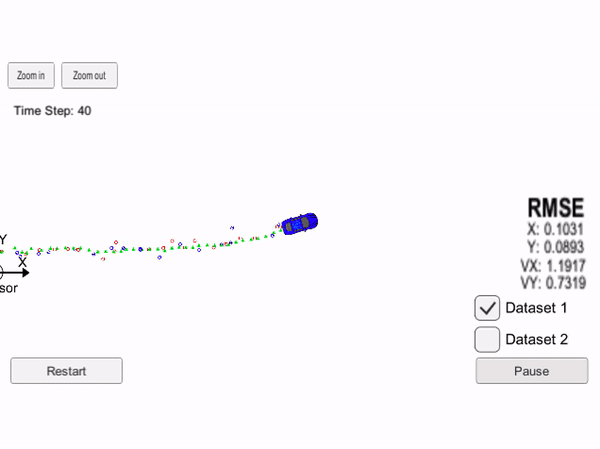 Zoom in
Zoom out
Time Step: 40
RMSE
X: 0.1031
Y: 0.0893
VX: 1.1917
VY: 0.7319
Y
X
sor
Dataset 1
Dataset 2
Restart
Pause